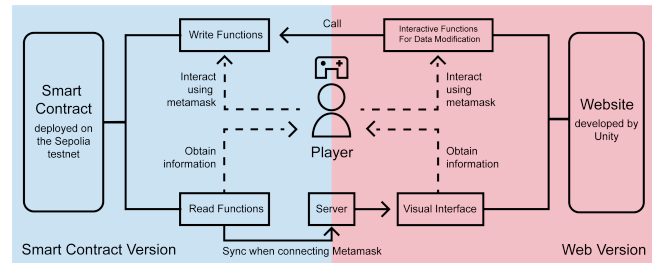 Write Functions
Call
Interactive Functions
For Data Modification
Smart
Contract
deployed on
the Sepolia
testnet
Interact
using
metamask
Interact
using
metamask
Website
developed by
Unity
Player
Obtain
information
Obtain
information
Read Functions
Server
Visual Interface
Sync when connecting Metamask
Smart Contract Version
Web Version